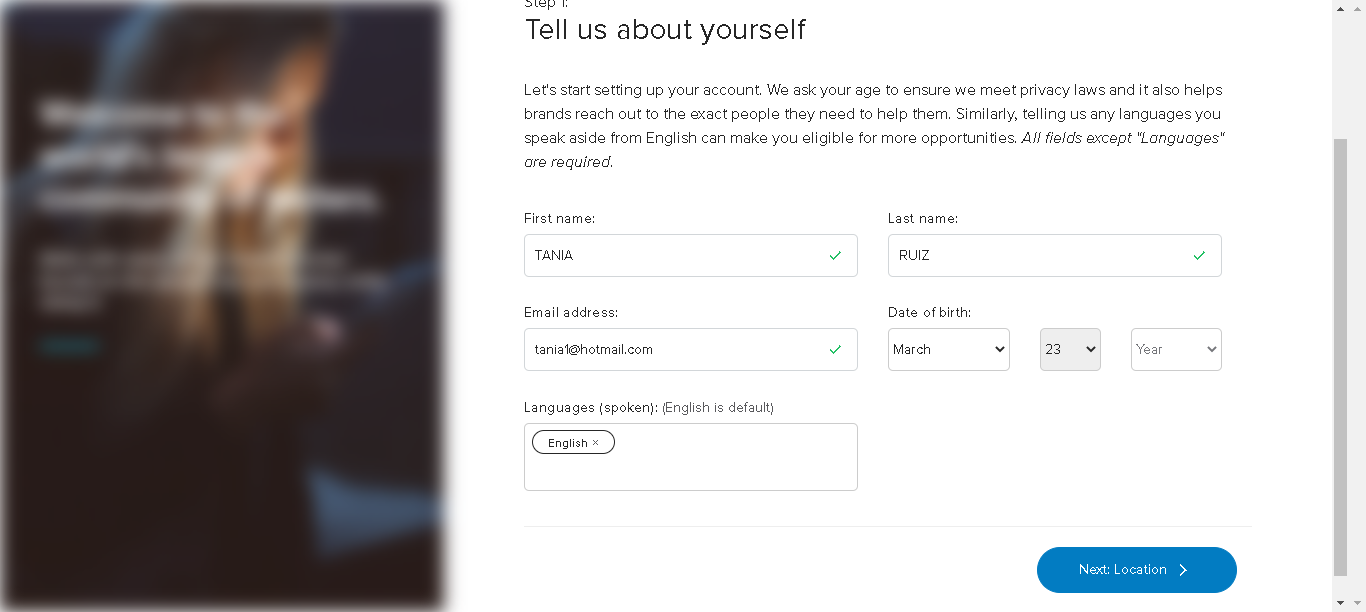 Step 1:
Tell us about yourself
Let's start setting up your account. We ask your age to ensure we meet privacy laws and it also helps
brands reach out to the exact people they need to help them. Similarly, telling us any languages you
speak aside from English can make you eligible for more opportunities. All fields except "Languages"
are required.
First name:
Last name:
TANIA
RUIZ
Email address:
Date of birth:
tania1@hotmail.com
March
23
Year
Languages (spoken): (English is default)
English ×
Next: Location